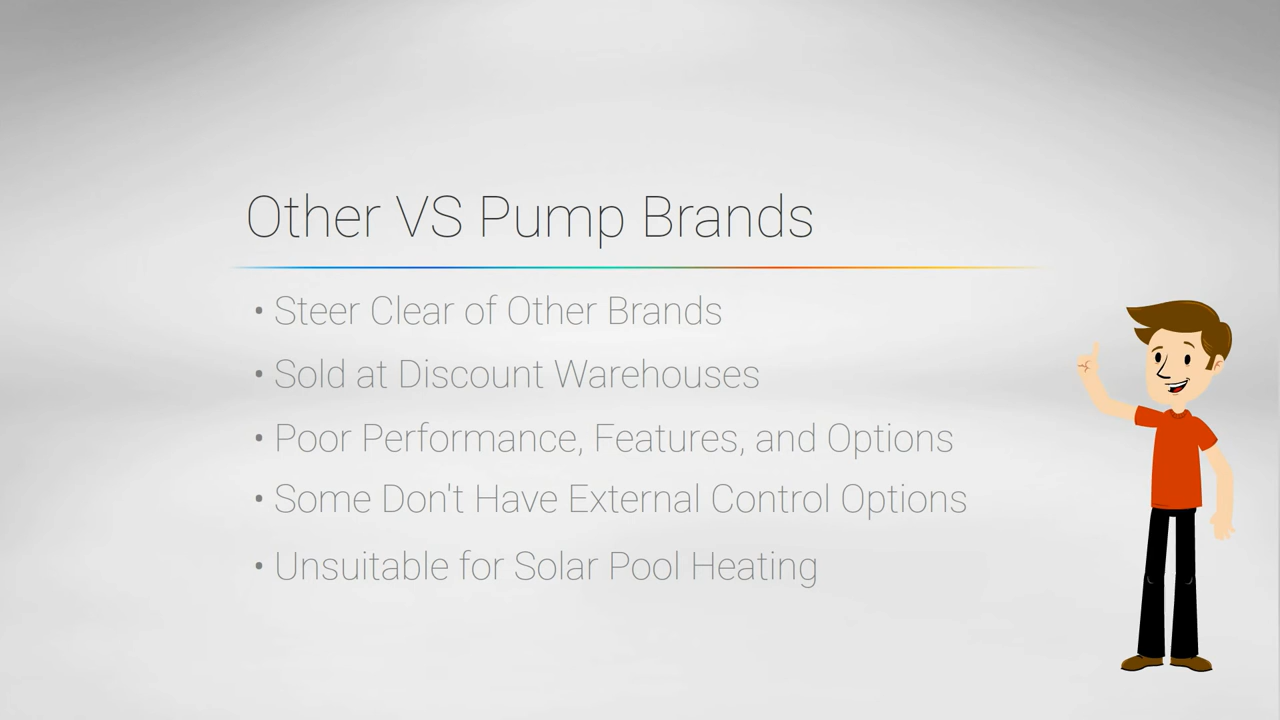 Other VS Pump Brands
• Steer Clear of Other Brands
• Sold at Discount Warehouses
• Poor Performance, Features, and Options
• Some Don't Have External Control Options
• Unsuitable for Solar Pool Heating